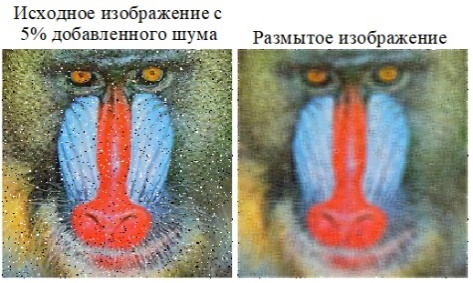 Исходное изображение с
5% добавленного шума
Размытое изображение